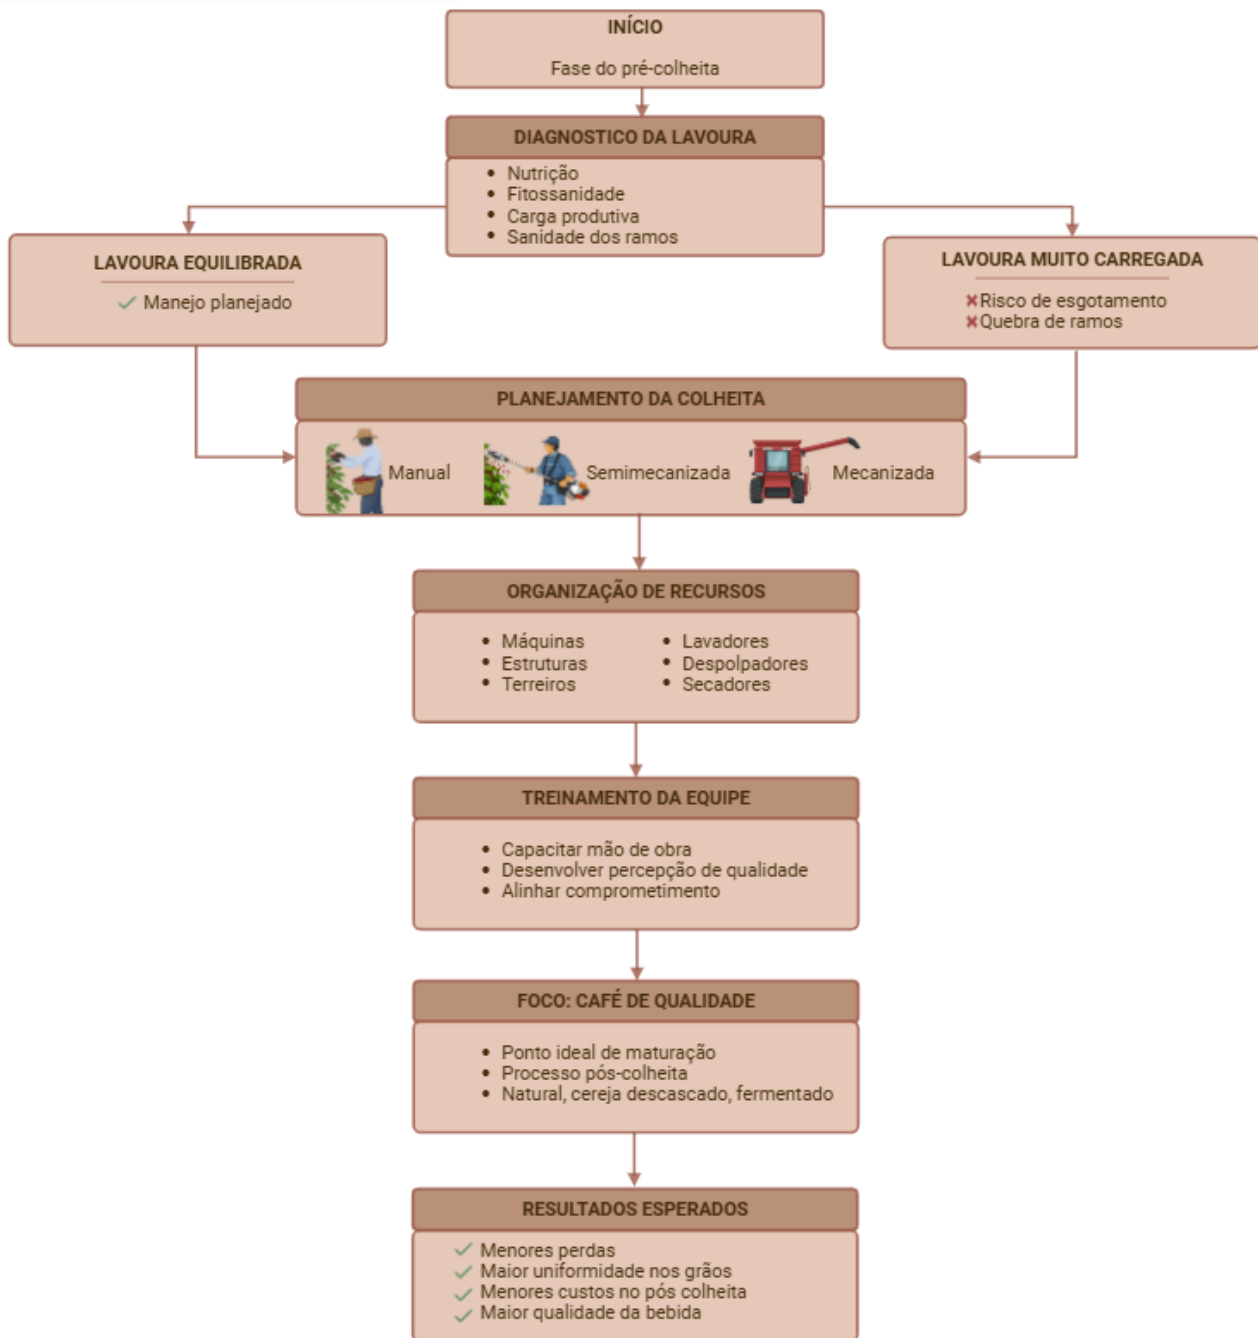 INÍCIO
Fase do pré-colheita
DIAGNOSTICO DA LAVOURA
Nutrição
Fitossanidade
Carga produtiva
Sanidade dos ramos
LAVOURA EQUILIBRADA
Manejo planejado
LAVOURA MUITO CARREGADA
Risco de esgotamento
Quebra de ramos
PLANEJAMENTO DA COLHEITA
Manual
Semimecanizada
Mecanizada
ORGANIZAÇÃO DE RECURSOS
Máquinas
Estruturas
Terreiros
Lavadores
Despolpadores
Secadores
TREINAMENTO DA EQUIPE
Capacitar mão de obra
Desenvolver percepção de qualidade
Alinhar comprometimento
FOCO: CAFÉ DE QUALIDADE
Ponto ideal de maturação
Processo pós-colheita
Natural, cereja descascado, fermentado
RESULTADOS ESPERADOS
Menores perdas
Maior uniformidade nos grãos
Menores custos no pós colheita
Maior qualidade da bebida